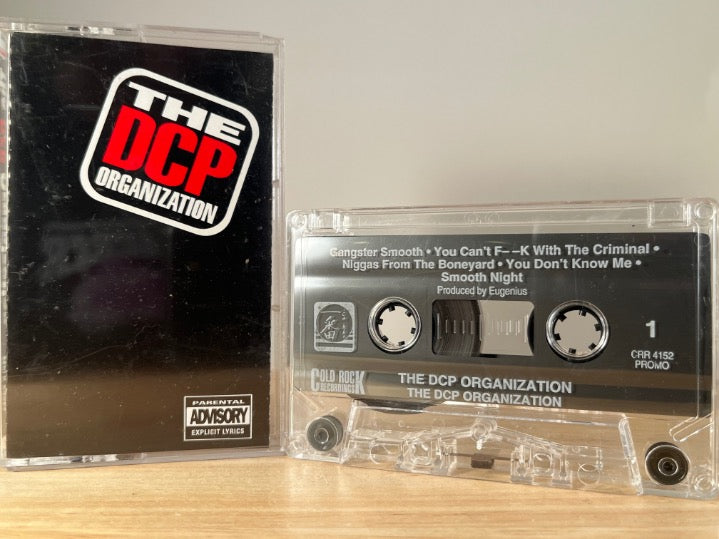 THE
DCP
ORGANIZATION
PARENTAL
ADVISORY
EXPLICIT LYRICS
Gangster Smooth • You Can't F– –K With The Criminal •
Niggas From The Boneyard • You Don't Know Me •
Smooth Night
Produced by Eugenius
1
CRR 4152
PROMO
COLD ROCK
RECORDINGS
THE DCP ORGANIZATION
THE DCP ORGANIZATION